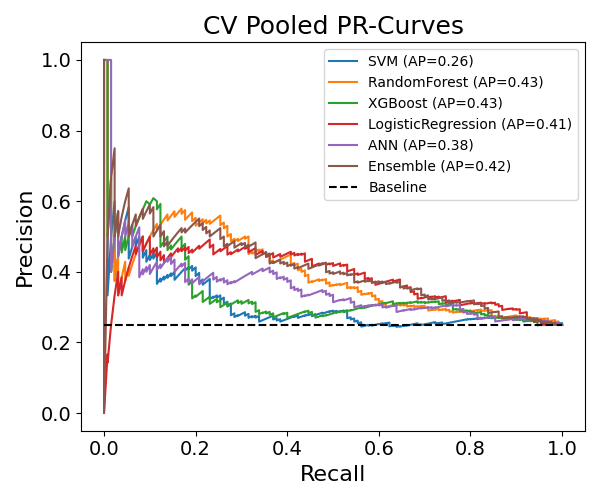 CV Pooled PR-Curves
SVM (AP=0.26)
RandomForest (AP=0.43)
XGBoost (AP=0.43)
LogisticRegression (AP=0.41)
ANN (AP=0.38)
Ensemble (AP=0.42)
Baseline
Precision
1.0
0.8
0.6
0.4
0.2
0.0
0.0 0.2 0.4 0.6 0.8 1.0
Recall